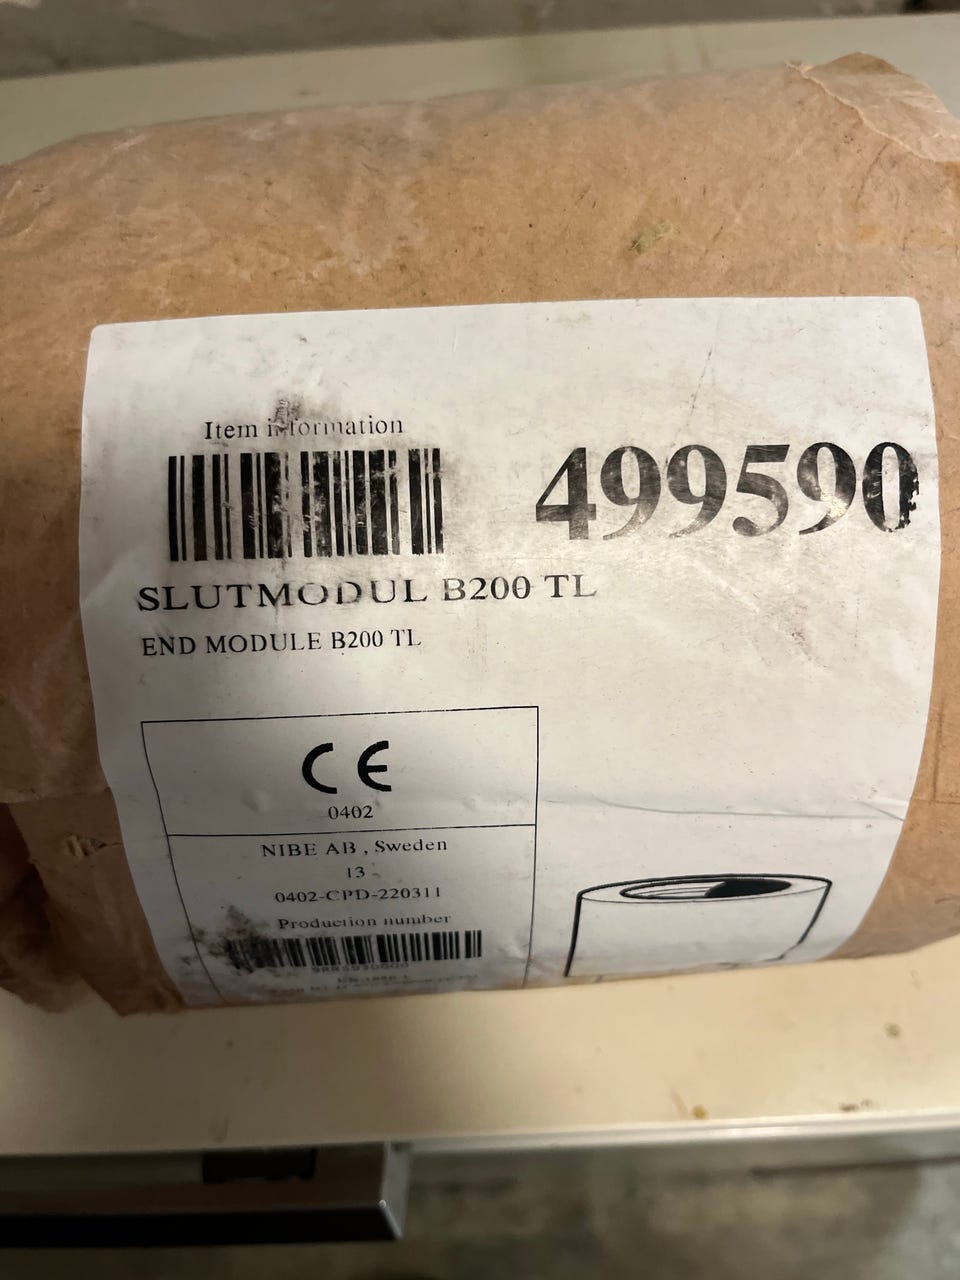 Item information
499590
SLUTMODUL B200 TL
END MODULE B200 TL
CE
0402
NIBE AB , Sweden
13
0402-CPD-220311
Production number